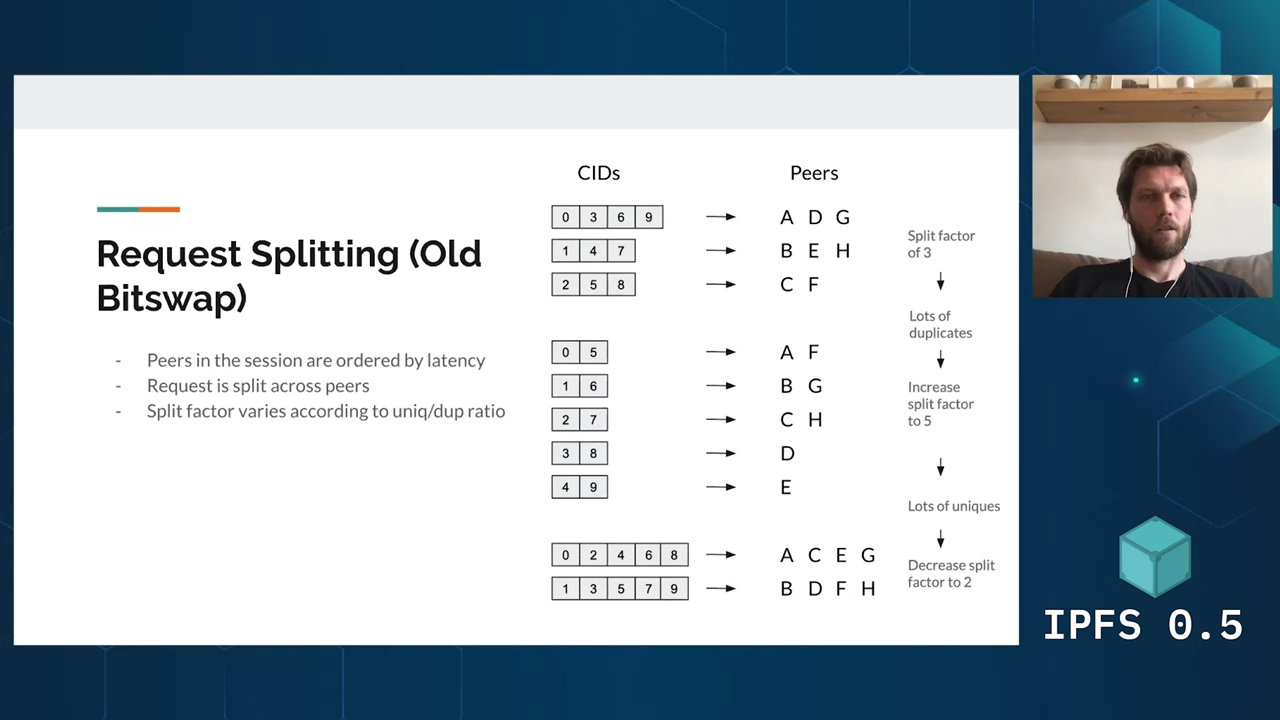 Request Splitting (Old
Bitswap)
- Peers in the session are ordered by latency
- Request is split across peers
- Split factor varies according to uniq/dup ratio
CIDs Peers
0 3 6 9 → A D G
1 4 7 → B E H
2 5 8 → C F
0 5 → A F
1 6 → B G
2 7 → C H
3 8 → D
4 9 → E
0 2 4 6 8 → A C E G
1 3 5 7 9 → B D F H
Split factor
of 3
Lots of
duplicates
Increase
split factor
to 5
Lots of uniques
Decrease split
factor to 2
IPFS 0.5